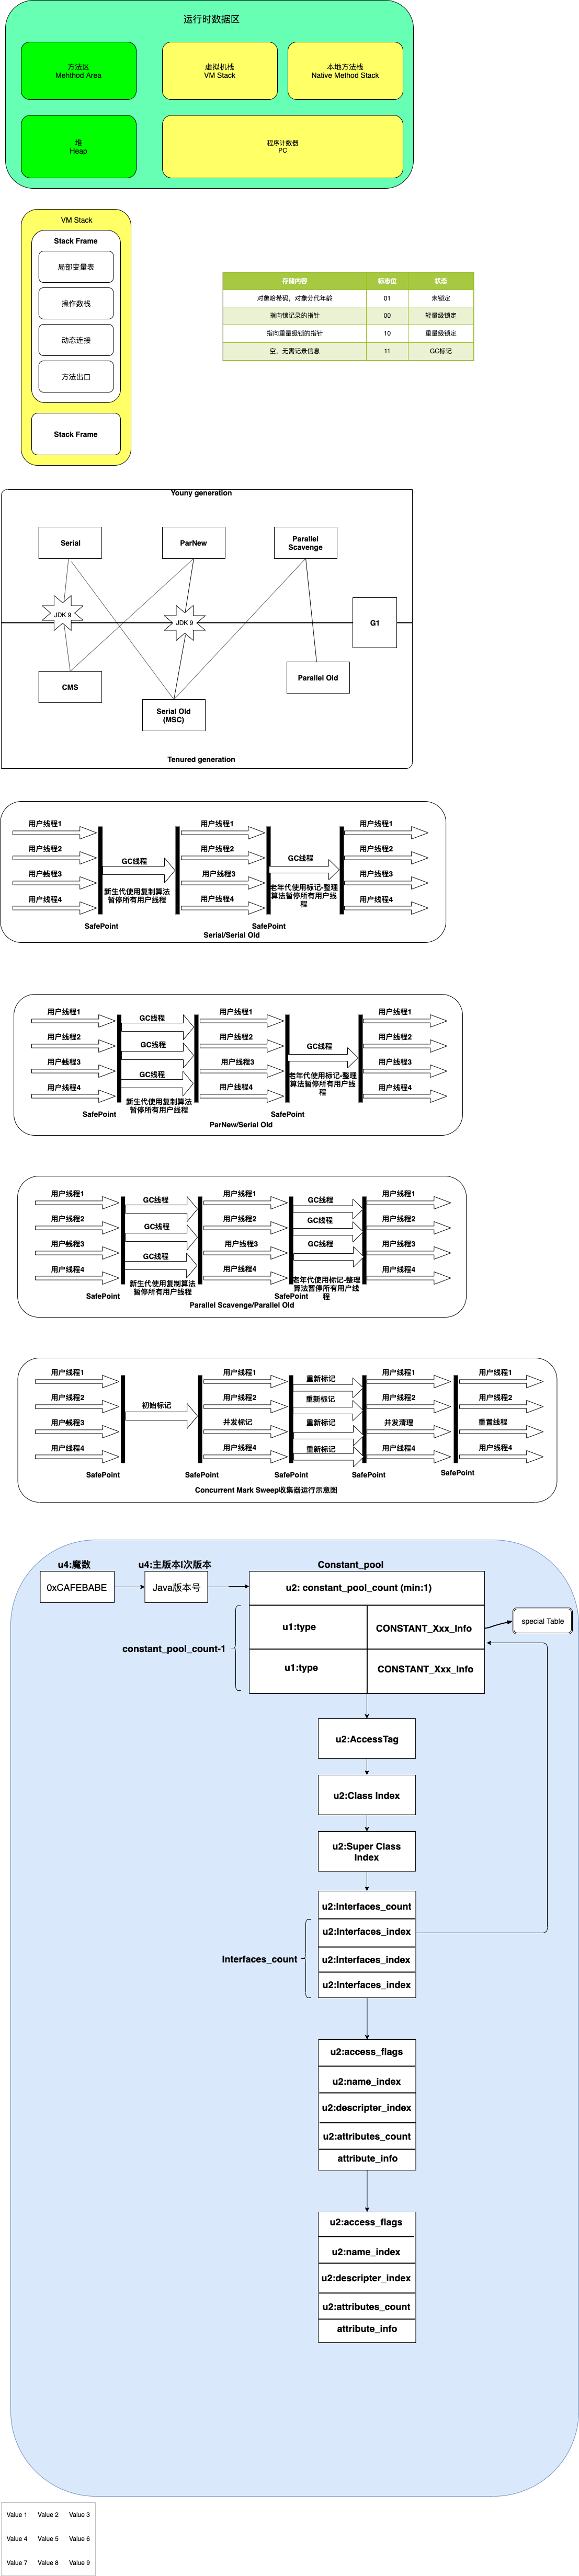 运行时数据区
方法区
Mehthod Area
虚拟机栈
VM Stack
本地方法栈
Native Method Stack
堆
Heap
程序计数器
PC
VM Stack
Stack Frame
局部变量表
操作数栈
动态连接
方法出口
Stack Frame
存储内容 标志位 状态
对象哈希码，对象分代年龄 01 未锁定
指向锁记录的指针 00 轻量级锁定
指向重量级锁的指针 10 重量级锁定
空，无需记录信息 11 GC标记
Youny generation
Serial
ParNew
Parallel
Scavenge
JDK 9
JDK 9
G1
CMS
Serial Old
(MSC)
Parallel Old
Tenured generation
用户线程1 用户线程1 用户线程1
用户线程2 GC线程 用户线程2 GC线程 用户线程2
用户线程3 用户线程3 用户线程3
新生代使用复制算法
暂停所有用户线程
老年代使用标记-整理
算法暂停所有用户线
程
用户线程4 用户线程4 用户线程4
SafePoint SafePoint
Serial/Serial Old
用户线程1 GC线程 用户线程1 用户线程1
用户线程2 GC线程 用户线程2 GC线程 用户线程2
用户线程3 GC线程 用户线程3 用户线程3
老年代使用标记-整理
算法暂停所有用户线
程
用户线程4 用户线程4 用户线程4
新生代使用复制算法
暂停所有用户线程
SafePoint SafePoint
ParNew/Serial Old
用户线程1 GC线程 用户线程1 GC线程 用户线程1
用户线程2 GC线程 用户线程2 GC线程 用户线程2
用户线程3 GC线程 用户线程3 GC线程 用户线程3
用户线程4 用户线程4 用户线程4
新生代使用复制算法
暂停所有用户线程
老年代使用标记-整理
算法暂停所有用户线
程
SafePoint SafePoint
Parallel Scavenge/Parallel Old
用户线程1 用户线程1 重新标记 用户线程1 用户线程1
用户线程2 初始标记 用户线程2 重新标记 用户线程2 用户线程2
用户线程3 并发标记 重新标记 并发清理 重置线程
用户线程4 用户线程4 重新标记 用户线程4 用户线程4
SafePoint SafePoint SafePoint SafePoint SafePoint
Concurrent Mark Sweep收集器运行示意图
u4:魔数 u4:主版本|次版本 Constant_pool
0xCAFEBABE Java版本号 u2: constant_pool_count (min:1)
u1:type CONSTANT_Xxx_Info special Table
constant_pool_count-1
u1:type CONSTANT_Xxx_Info
u2:AccessTag
u2:Class Index
u2:Super Class
Index
u2:Interfaces_count
u2:Interfaces_index
Interfaces_count u2:Interfaces_index
u2:Interfaces_index
u2:access_flags
u2:name_index
u2:descripter_index
u2:attributes_count
attribute_info
u2:access_flags
u2:name_index
u2:descripter_index
u2:attributes_count
attribute_info
Value 1 Value 2 Value 3
Value 4 Value 5 Value 6
Value 7 Value 8 Value 9